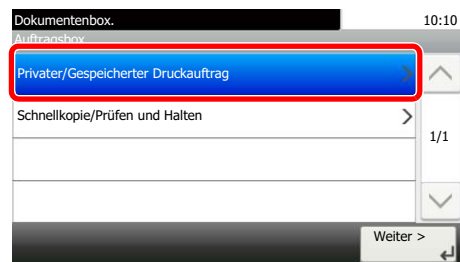 Dokumentenbox.
10:10
Auftragsbox
Privater/Gespeicherter Druckauftrag
Schnellkopie/Prüfen und Halten
1/1
Weiter >